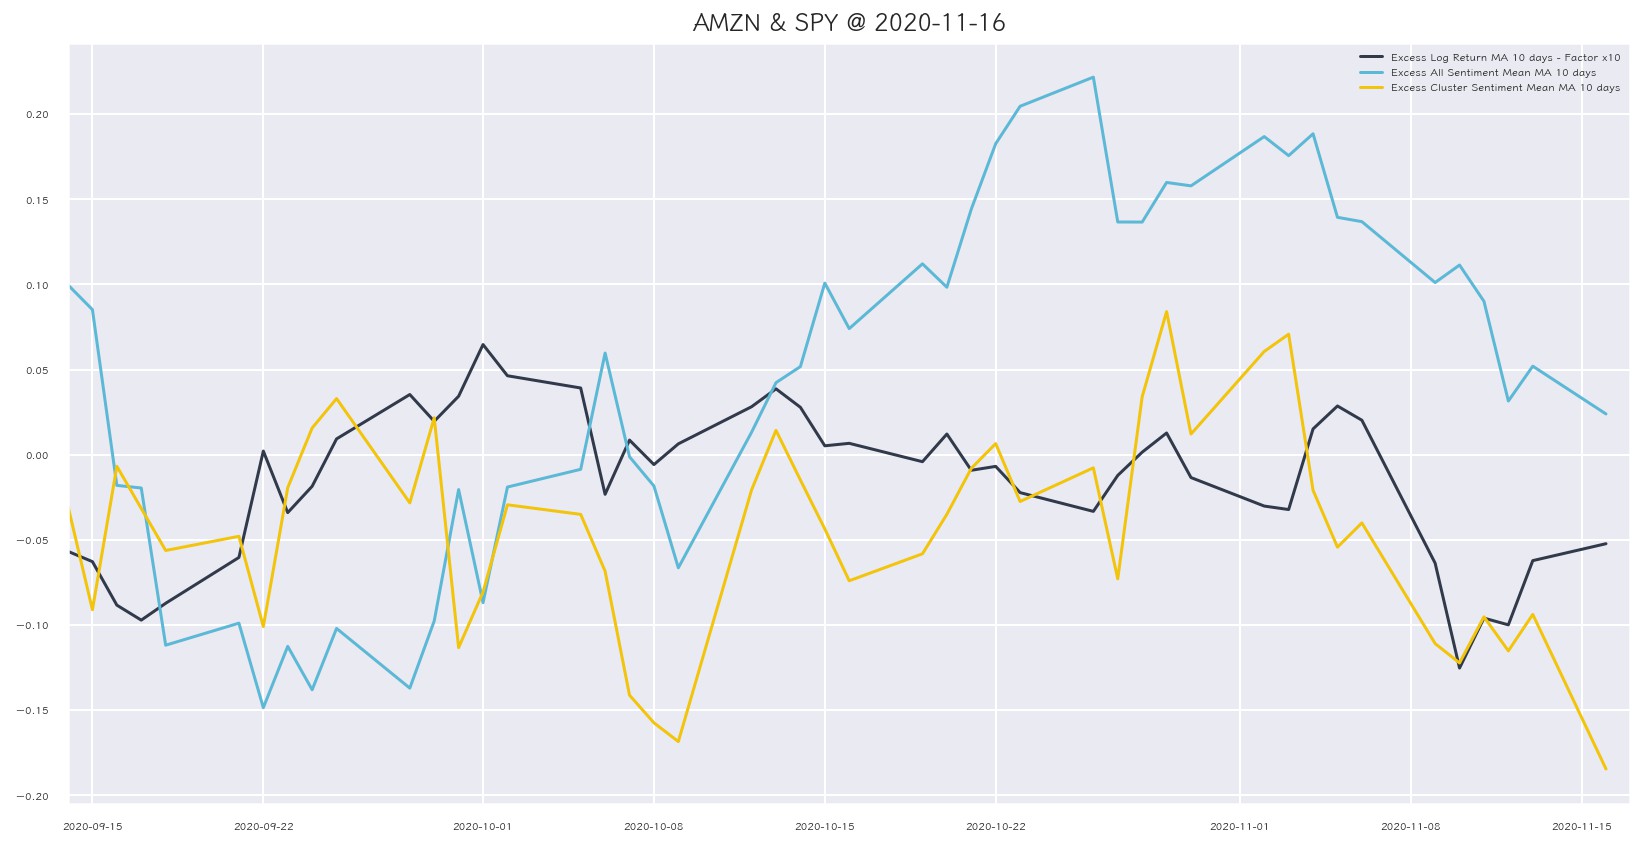 AMZN & SPY @ 2020-11-16
Excess Log Return MA 10 days - Factor x10
Excess All Sentiment Mean MA 10 days
Excess Cluster Sentiment Mean MA 10 days
0.20
0.15
0.10
0.05
0.00
−0.05
−0.10
−0.15
−0.20
2020-09-15 2020-09-22 2020-10-01 2020-10-08 2020-10-15 2020-10-22 2020-11-01 2020-11-08 2020-11-15